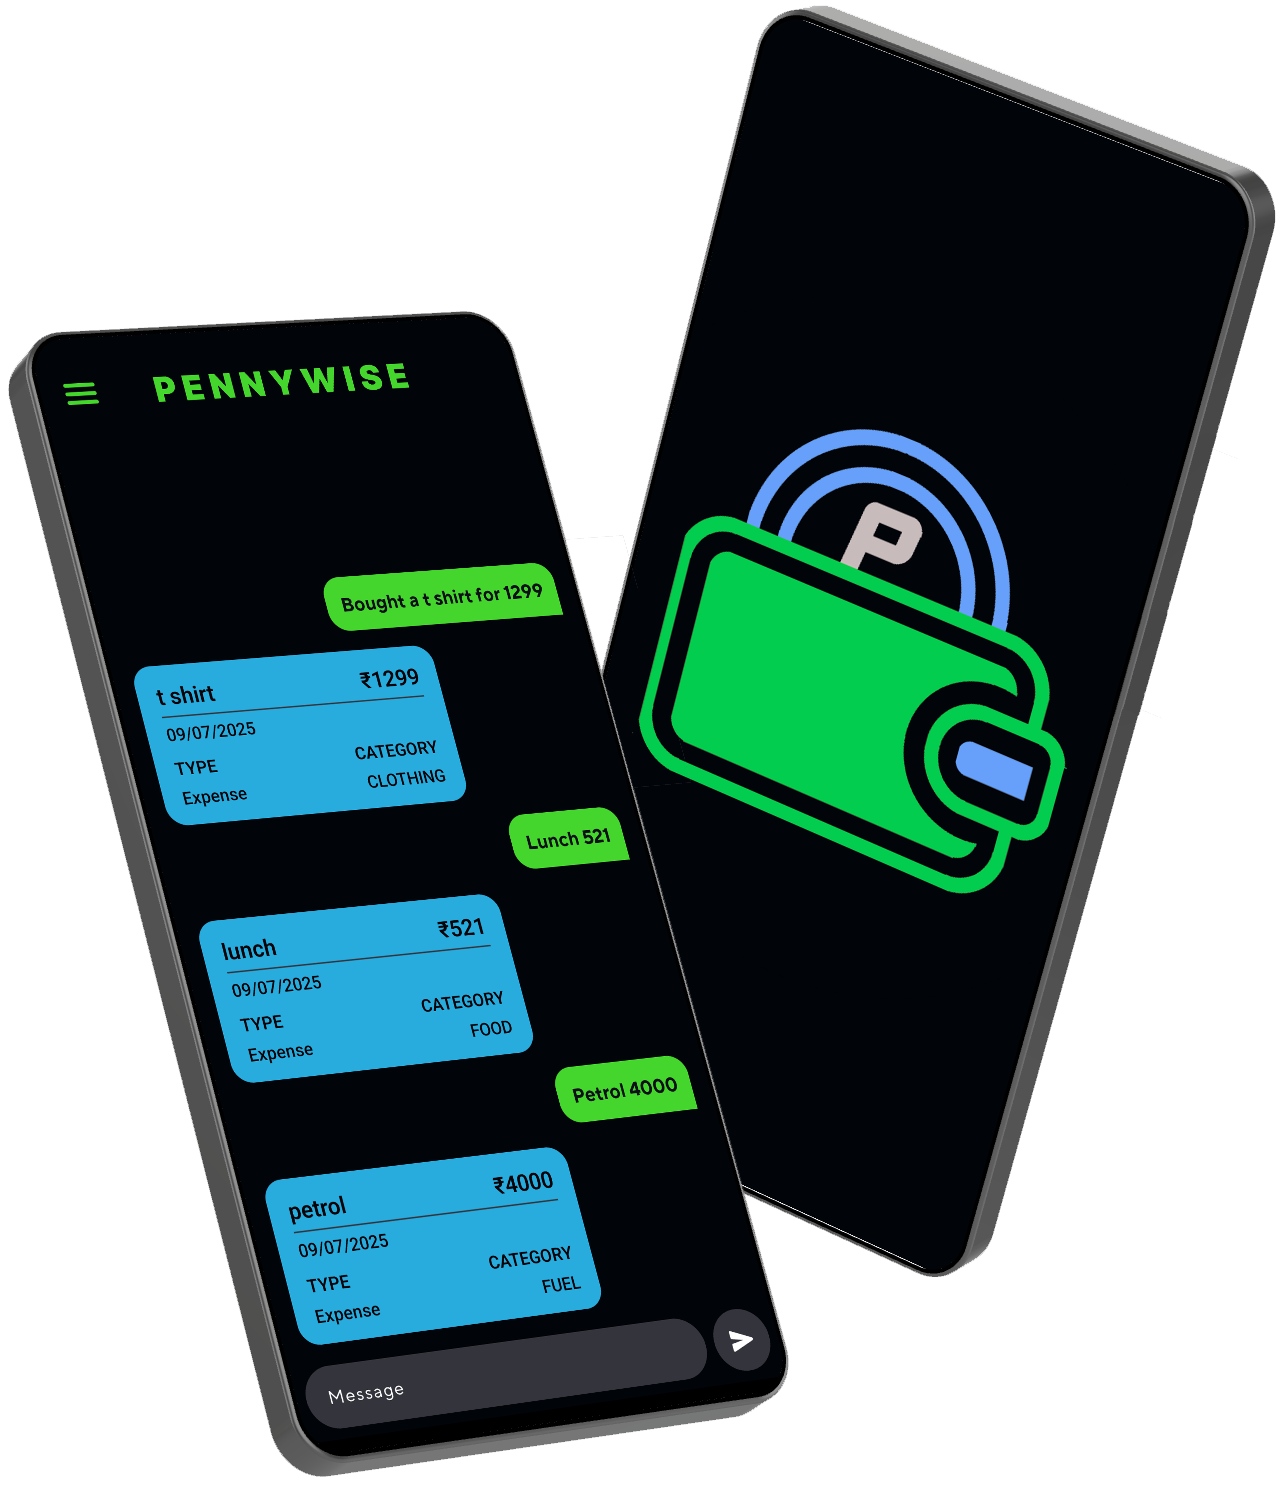 PENNYWISE
Bought a t shirt for 1299
t shirt ₹1299
09/07/2025
TYPE CATEGORY
Expense CLOTHING
Lunch 521
lunch ₹521
09/07/2025
TYPE CATEGORY
Expense FOOD
Petrol 4000
petrol ₹4000
09/07/2025
TYPE CATEGORY
Expense FUEL
Message
P